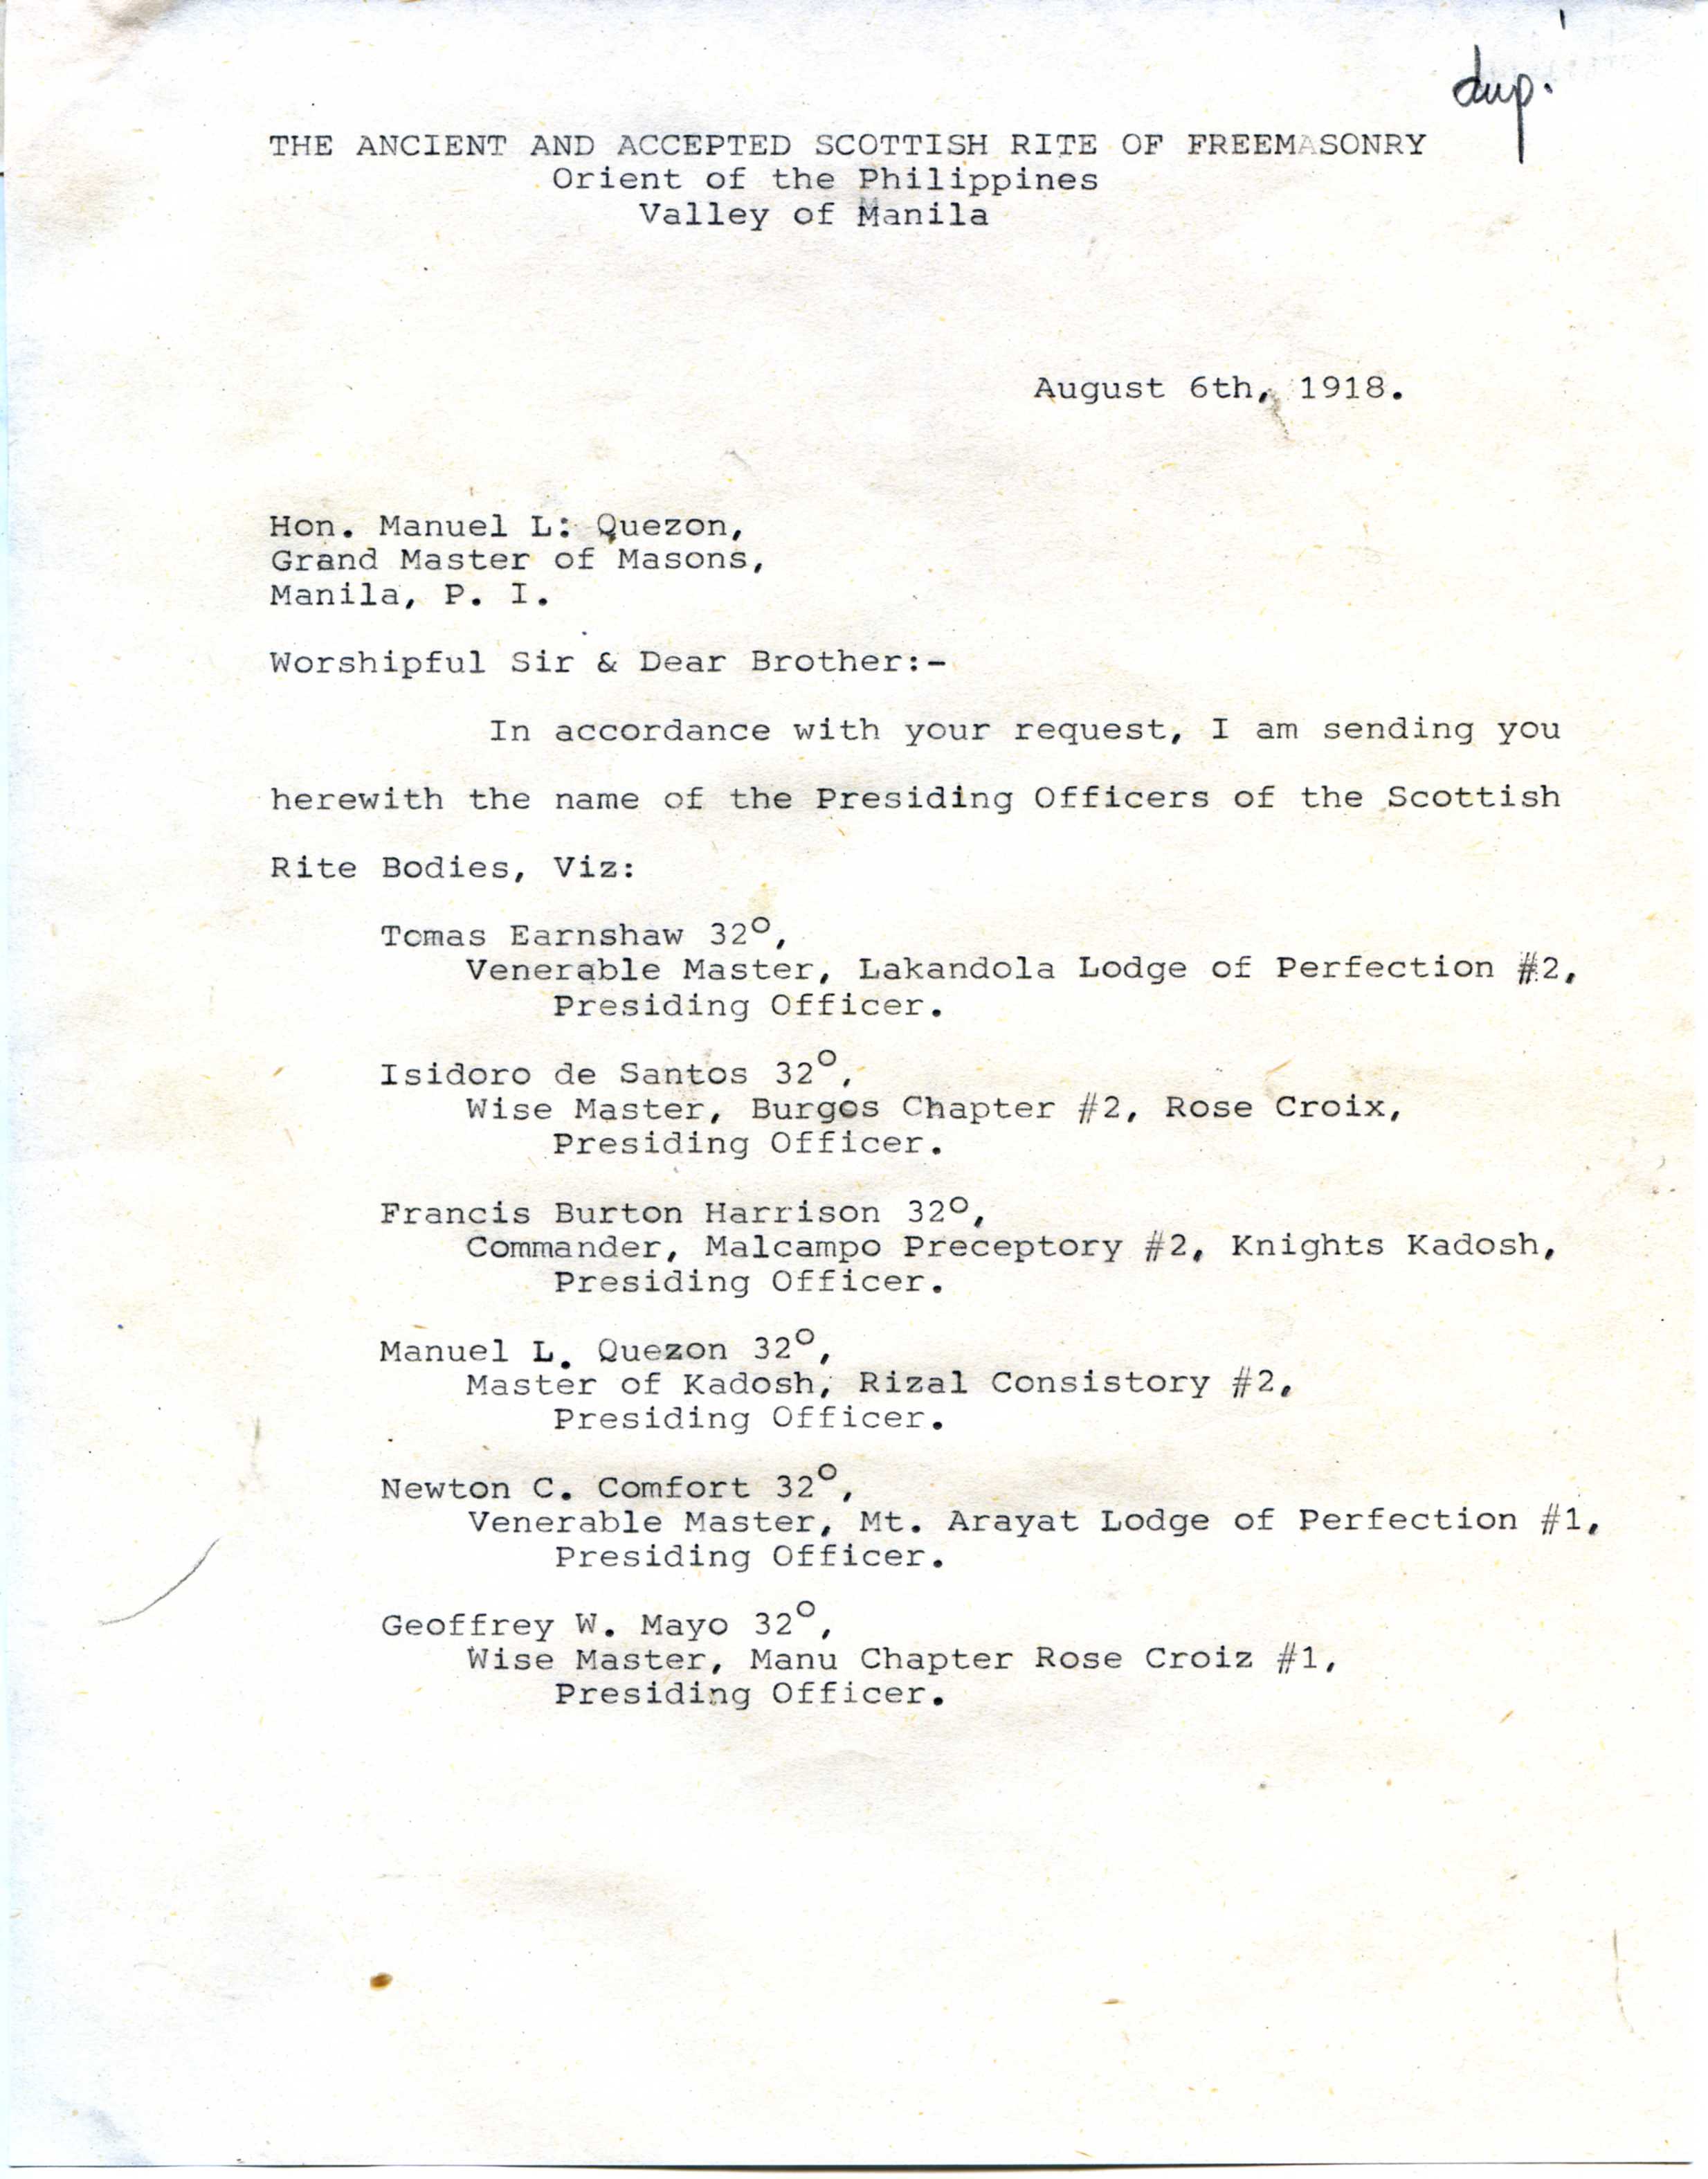 dup.
THE ANCIENT AND ACCEPTED SCOTTISH RITE OF FREEMASONRY
Orient of the Philippines
Valley of Manila
August 6th, 1918.
Hon. Manuel L: Quezon,
Grand Master of Masons,
Manila, P. I.
Worshipful Sir & Dear Brother:-
In accordance with your request, I am sending you
herewith the name of the Presiding Officers of the Scottish
Rite Bodies, Viz:
Tomas Earnshaw 32°,
Venerable Master, Lakandola Lodge of Perfection #2,
Presiding Officer.
Isidoro de Santos 32°,
Wise Master, Burgos Chapter #2, Rose Croix,
Presiding Officer.
Francis Burton Harrison 32°,
Commander, Malcampo Preceptory #2, Knights Kadosh,
Presiding Officer.
Manuel L. Quezon 32°,
Master of Kadosh, Rizal Consistory #2,
Presiding Officer.
Newton C. Comfort 32°,
Venerable Master, Mt. Arayat Lodge of Perfection #1,
Presiding Officer.
Geoffrey W. Mayo 32°,
Wise Master, Manu Chapter Rose Croiz #1,
Presiding Officer.